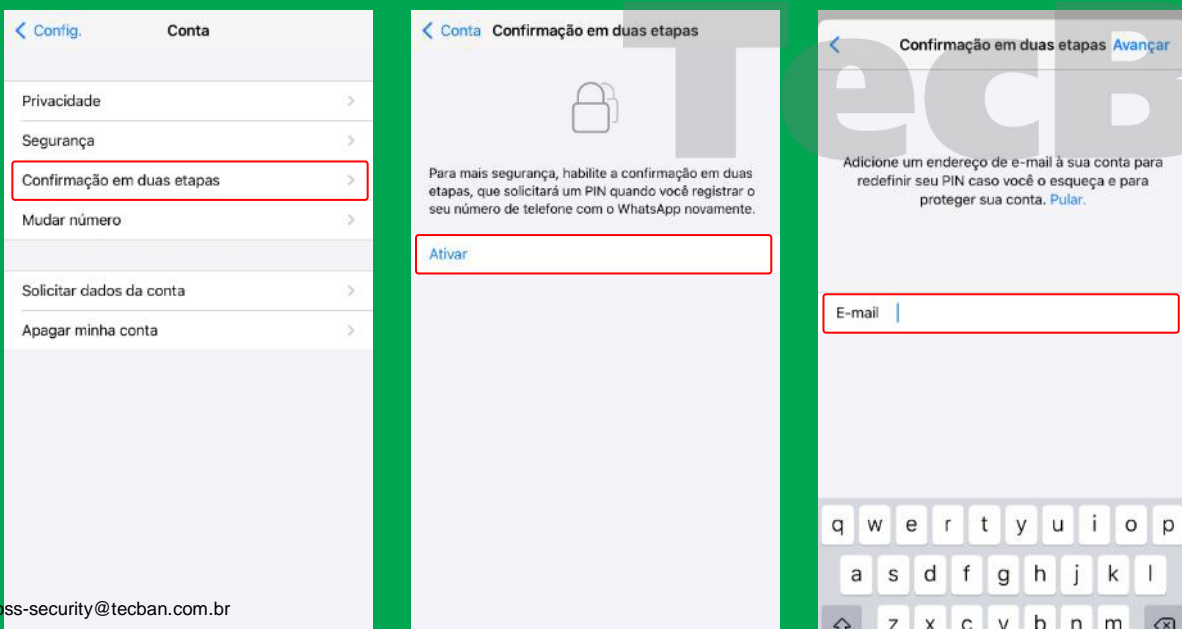 Config.
Conta
Privacidade
Segurança
Confirmação em duas etapas
Mudar número
Solicitar dados da conta
Apagar minha conta
Conta
Confirmação em duas etapas
Para mais segurança, habilite a confirmação em duas
etapas, que solicitará um PIN quando você registrar o
seu número de telefone com o WhatsApp novamente.
Ativar
Confirmação em duas etapas
Avançar
Adicione um endereço de e-mail à sua conta para
redefinir seu PIN caso você o esqueça e para
proteger sua conta. Pular.
E-mail
q w e r t y u i o p
a s d f g h j k l
z x c v b n m
oss-security@tecban.com.br
TecB